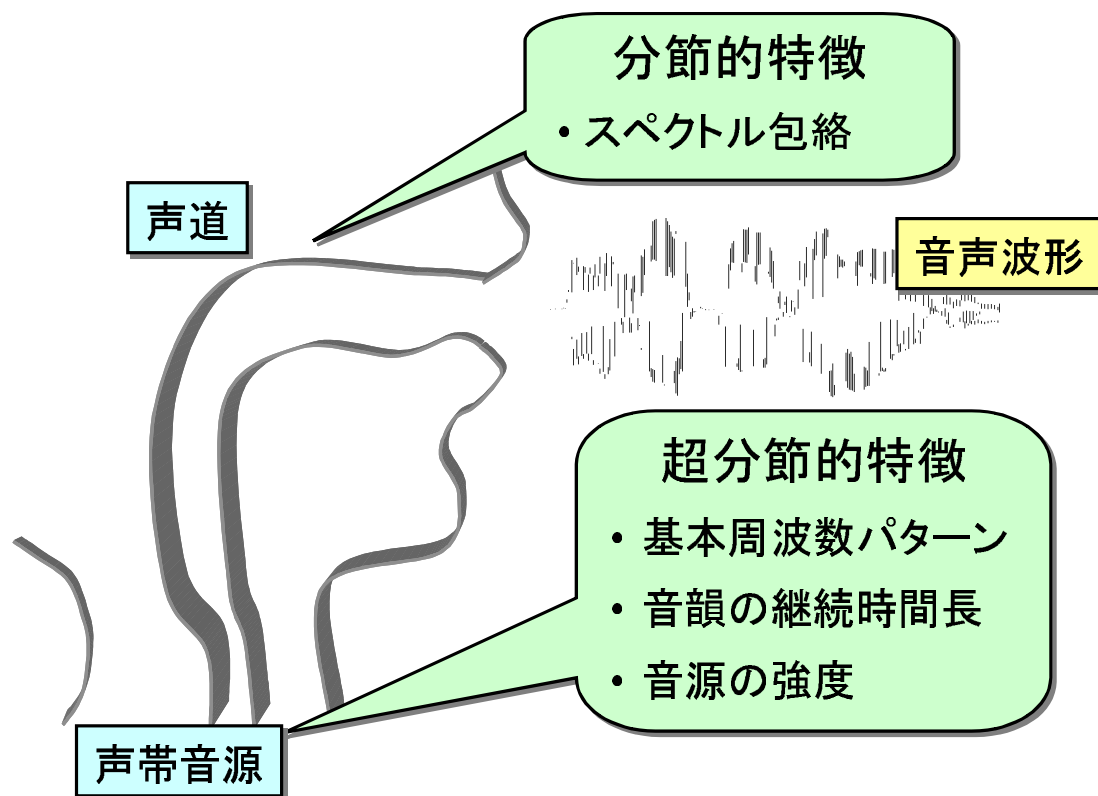 分節的特徴
・スペクトル包絡
声道
音声波形
超分節的特徴
・基本周波数パターン
・音韻の継続時間長
・音源の強度
声帯音源